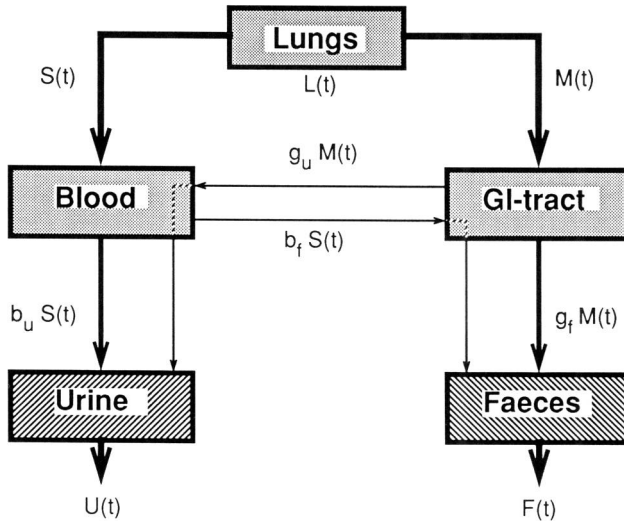 Lungs
S(t)
L(t)
M(t)
g_u M(t)
Blood
GI-tract
b_f S(t)
b_u S(t)
g_f M(t)
Urine
Faeces
U(t)
F(t)